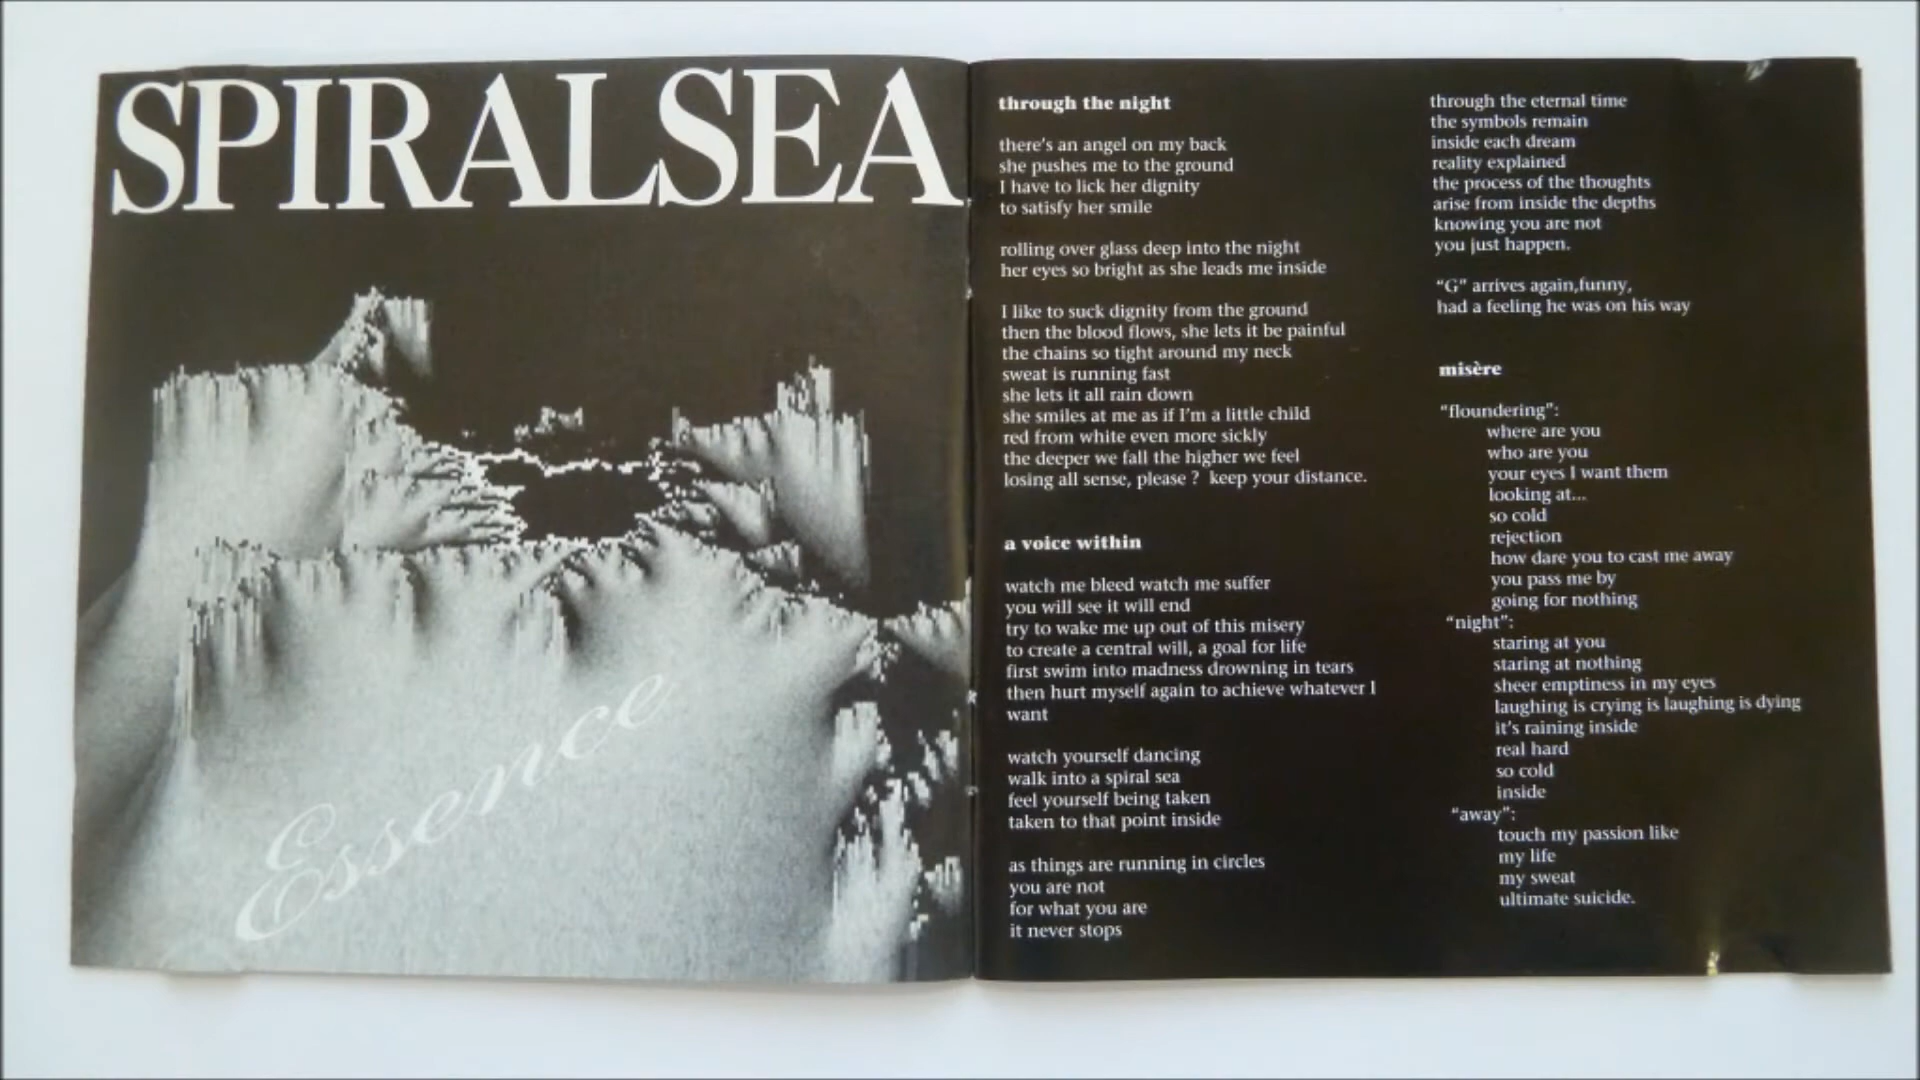 SPIRALSEA
Essence
through the night
there's an angel on my back
she pushes me to the ground
I have to lick her dignity
to satisfy her smile
rolling over glass deep into the night
her eyes so bright as she leads me inside
I like to suck dignity from the ground
then the blood flows, she lets it be painful
the chains so tight around my neck
sweat is running fast
she lets it all rain down
she smiles at me as if I'm a little child
red from white even more sickly
the deeper we fall the higher we feel
losing all sense, please ? keep your distance.
a voice within
watch me bleed watch me suffer
you will see it will end
try to wake me up out of this misery
to create a central will, a goal for life
first swim into madness drowning in tears
then hurt myself again to achieve whatever I
want
watch yourself dancing
walk into a spiral sea
feel yourself being taken
taken to that point inside
as things are running in circles
you are not
for what you are
it never stops
through the eternal time
the symbols remain
inside each dream
reality explained
the process of the thoughts
arise from inside the depths
knowing you are not
you just happen.
“G” arrives again,funny,
had a feeling he was on his way
misère
“floundering”:
where are you
who are you
your eyes I want them
looking at...
so cold
rejection
how dare you to cast me away
you pass me by
going for nothing
“night”:
staring at you
staring at nothing
sheer emptiness in my eyes
laughing is crying is laughing is dying
it's raining inside
real hard
so cold
inside
“away”:
touch my passion like
my life
my sweat
ultimate suicide.